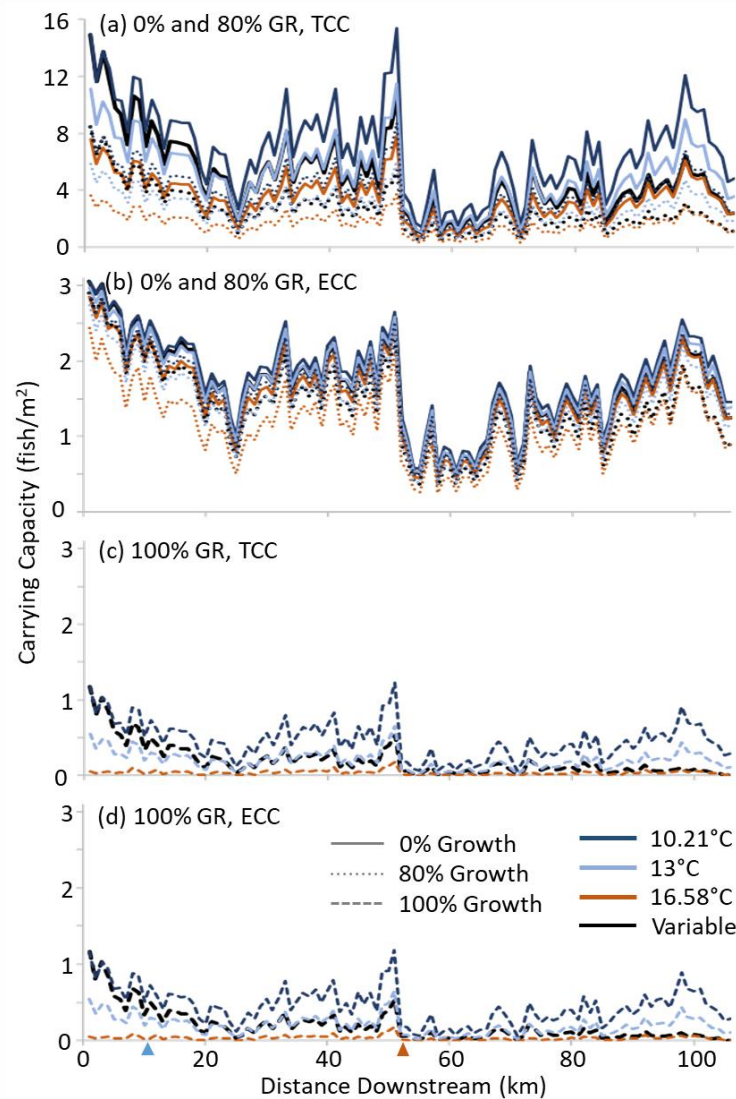 (a) 0% and 80% GR, TCC
16
12
8
4
0
(b) 0% and 80% GR, ECC
3
2
1
0
Carrying Capacity (fish/m²)
(c) 100% GR, TCC
3
2
1
0
(d) 100% GR, ECC
3
2
1
0
0% Growth
80% Growth
100% Growth
10.21°C
13°C
16.58°C
Variable
0 20 40 60 80 100
Distance Downstream (km)